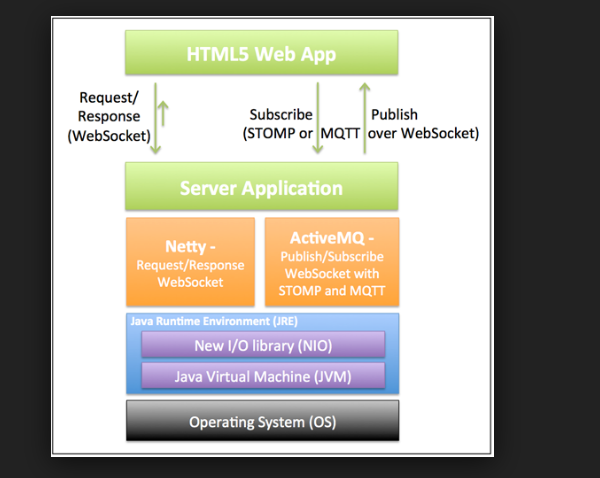 HTML5 Web App
Request/
Response
(WebSocket)
Subscribe
(STOMP or
Publish
MQTT over WebSocket)
Server Application
Netty -
Request/Response
WebSocket
ActiveMQ -
Publish/Subscribe
WebSocket with
STOMP and MQTT
Java Runtime Environment (JRE)
New I/O library (NIO)
Java Virtual Machine (JVM)
Operating System (OS)